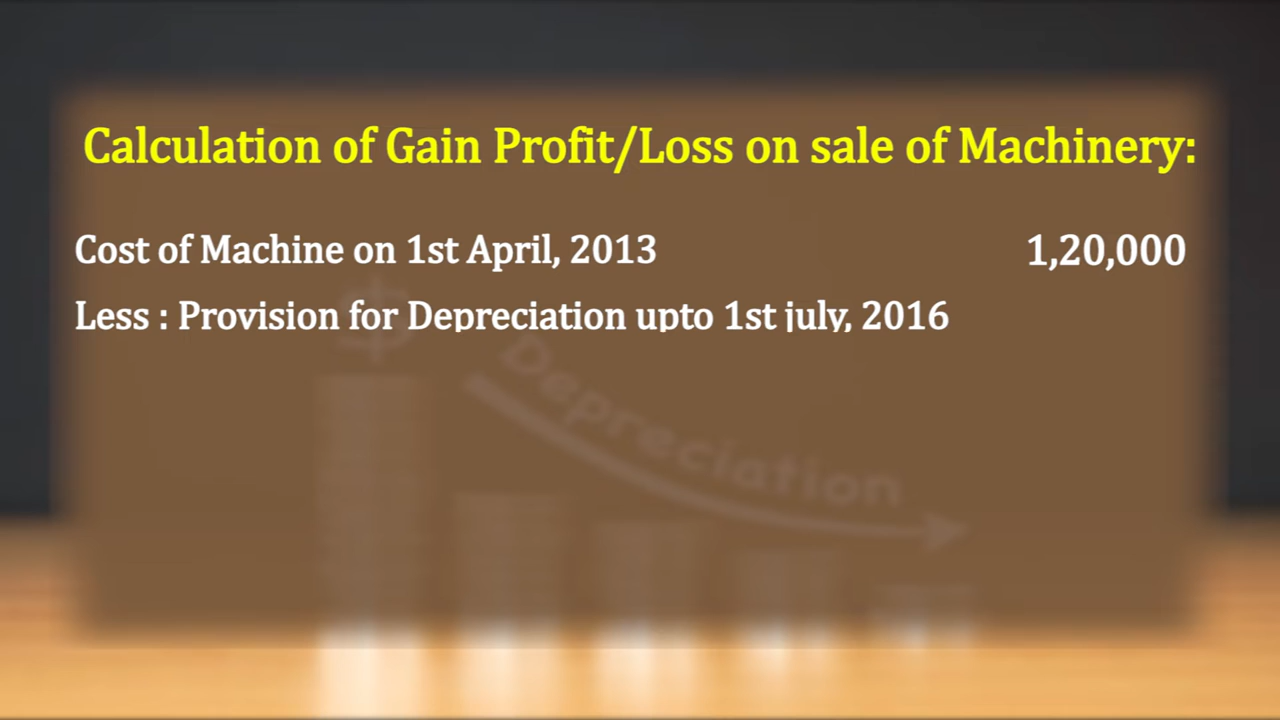 Calculation of Gain Profit/Loss on sale of Machinery:
Cost of Machine on 1st April, 2013 1,20,000
Less : Provision for Depreciation upto 1st july, 2016
$
Depreciation